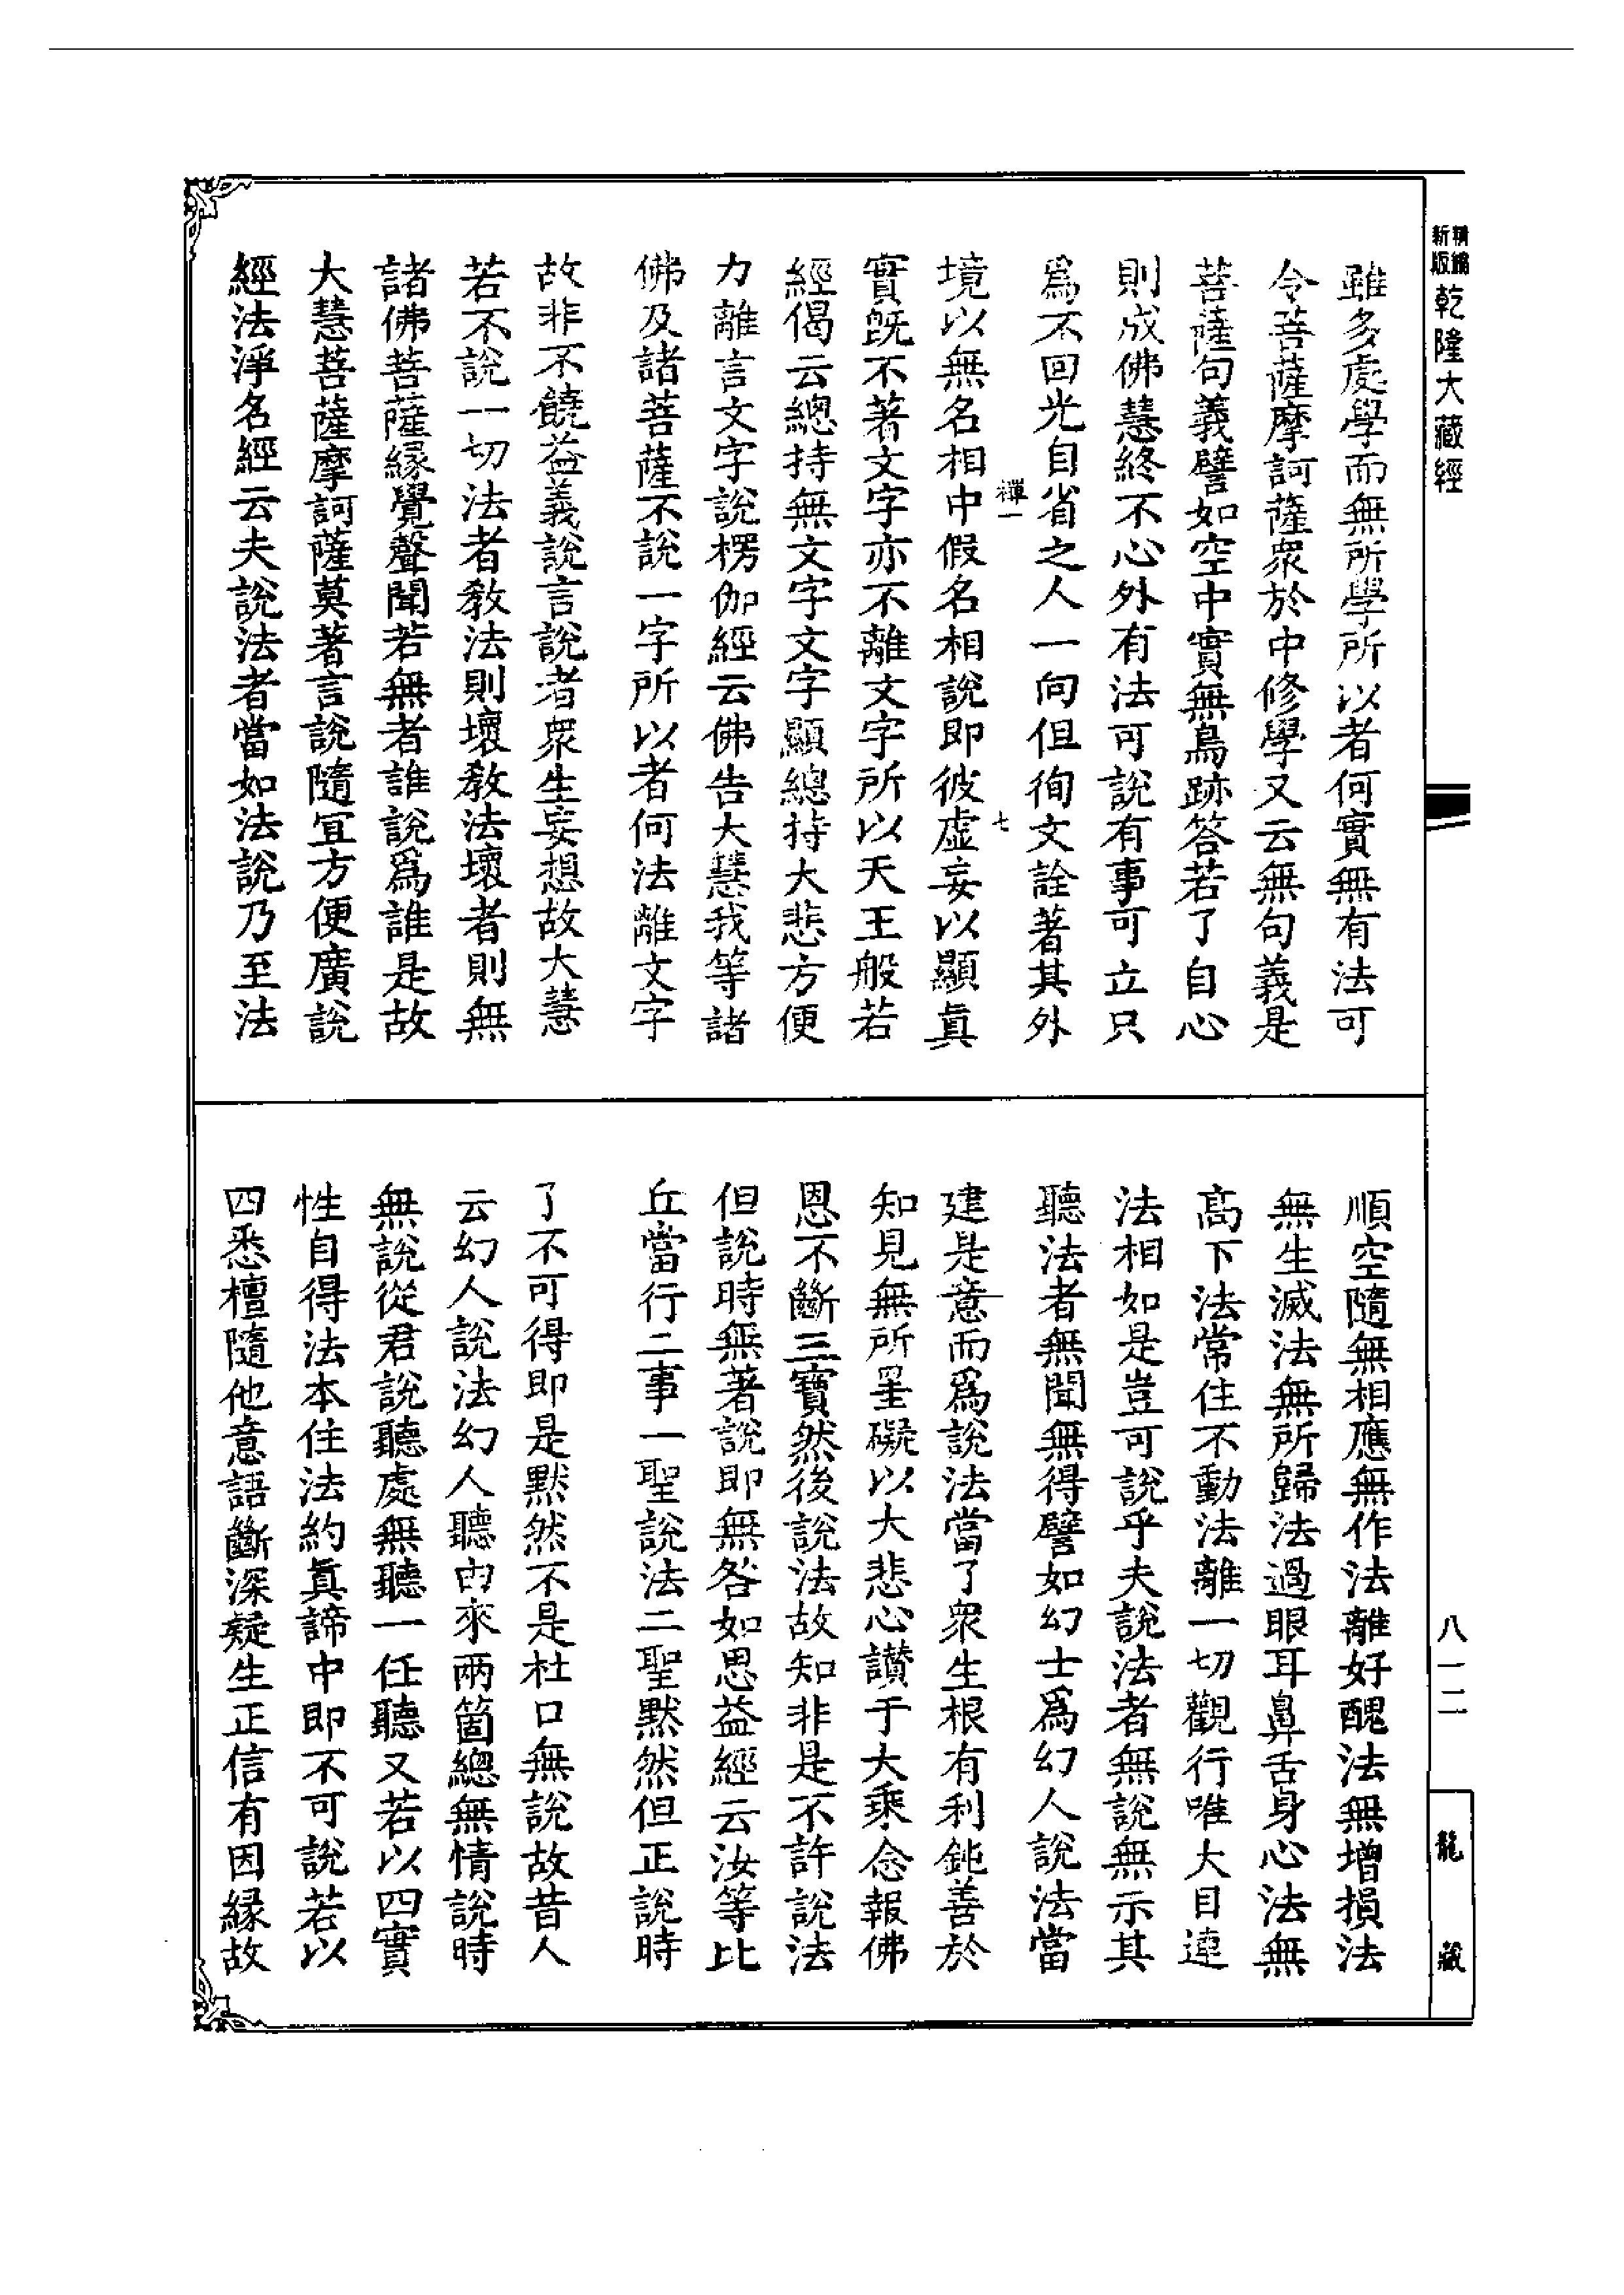 新版精編
乾隆大藏經
八一二
龍藏
雖多處學而無所學所以者何實無有法可
令菩薩摩訶薩衆於中修學又云無句義是
菩薩句義譬如空中實無鳥跡答若了自心
則成佛慧終不心外有法可說有事可立只
爲不回光自省之人一向但徇文詮著其外
禪一
七
境以無名相中假名相說即彼虛妄以顯真
實既不著文字亦不離文字所以天王般若
經偈云總持無文字文字顯總持大悲方便
力離言文字說楞伽經云佛告大慧我等諸
佛及諸菩薩不說一字所以者何法離文字
故非不饒益義說言說者衆生妄想故大慧
若不說一切法者教法則壞教法壞者則無
諸佛菩薩緣覺聲聞若無者誰說爲誰是故
大慧菩薩摩訶薩莫著言說隨宜方便廣說
經法淨名經云夫說法者當如法說乃至法
順空隨無相應無作法離好醜法無增損法
無生滅法無所歸法過眼耳鼻舌身心法無
高下法常住不動法離一切觀行唯大目連
法相如是豈可說乎夫說法者無說無示其
聽法者無聞無得譬如幻士爲幻人說法當
建是意而爲說法當了衆生根有利鈍善於
知見無所罣礙以大悲心讚于大乘念報佛
恩不斷三寶然後說法故知非是不許說法
但說時無著說即無咎如思益經云汝等比
丘當行二事一聖說法二聖默然但正說時
了不可得即是默然不是杜口無說故昔人
云幻人說法幻人聽由來兩箇總無情說時
無說從君說聽處無聽一任聽又若以四實
性自得法本住法約真諦中即不可說若以
四悉檀隨他意語斷深疑生正信有因緣故